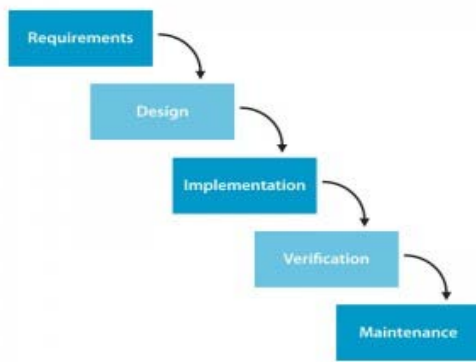 Requirements
Design
Implementation
Verification
Maintenance